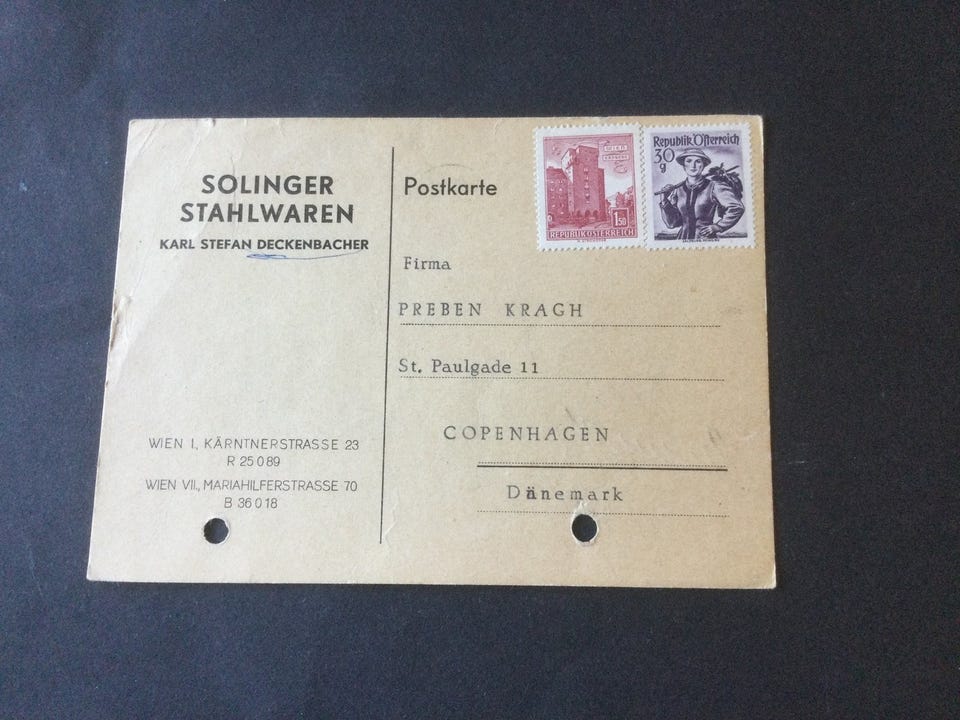 SOLINGER
STAHLWAREN
KARL STEFAN DECKENBACHER
WIEN I, KÄRNTNERSTRASSE 23
R 25 0 89
WIEN VII., MARIAHILFERSTRASSE 70
B 36 0 18
Postkarte
WIEN
1.50
REPUBLIK ÖSTERREICH
Republik Österreich
30
g
Firma
PREBEN KRAGH
St. Paulgade 11
COPENHAGEN
Dänemark